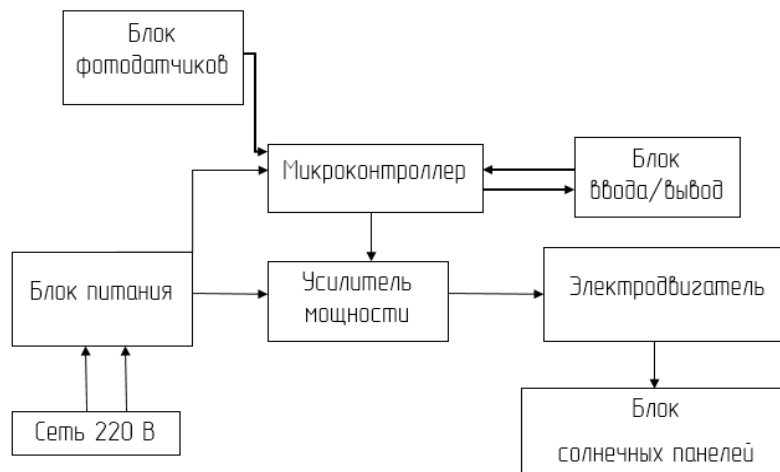 Блок
фотодатчиков
Микроконтроллер
Блок
ввода/вывод
Блок питания
Усилитель
мощности
Электродвигатель
Сеть 220 В
Блок
солнечных панелей